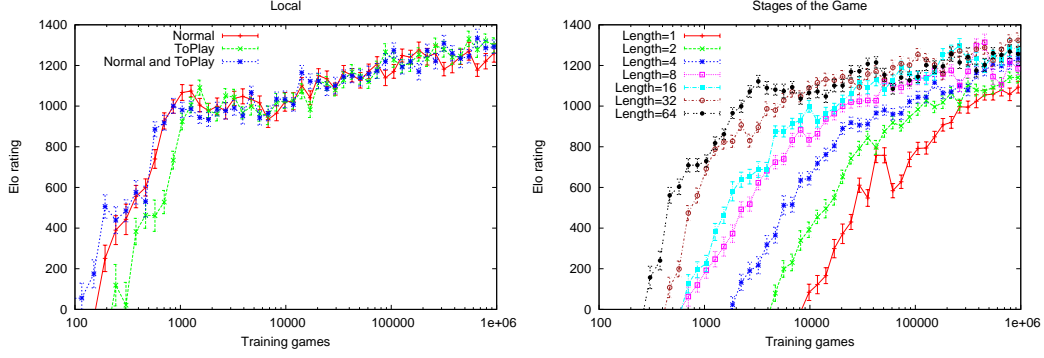 Local
Elo rating
1400
1200
1000
800
600
400
200
0
Normal
ToPlay
Normal and ToPlay
100 1000 10000 100000 1e+06
Training games
Stages of the Game
Elo rating
1400
1200
1000
800
600
400
200
0
Length=1
Length=2
Length=4
Length=8
Length=16
Length=32
Length=64
100 1000 10000 100000 1e+06
Training games